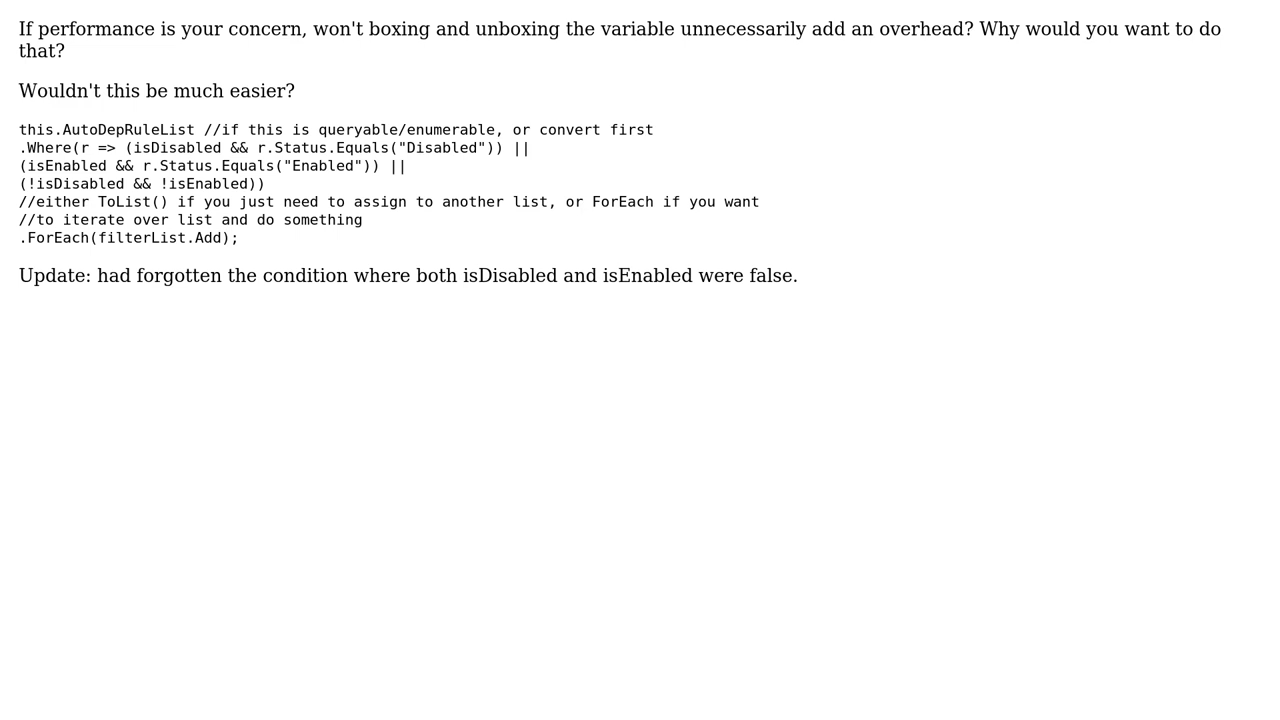 If performance is your concern, won't boxing and unboxing the variable unnecessarily add an overhead? Why would you want to do
that?
Wouldn't this be much easier?
this.AutoDepRuleList //if this is queryable/enumerable, or convert first
.Where(r => (isDisabled && r.Status.Equals("Disabled")) ||
(isEnabled && r.Status.Equals("Enabled")) ||
(!isDisabled && !isEnabled))
//either ToList() if you just need to assign to another list, or ForEach if you want
//to iterate over list and do something
.ForEach(filterList.Add);
Update: had forgotten the condition where both isDisabled and isEnabled were false.